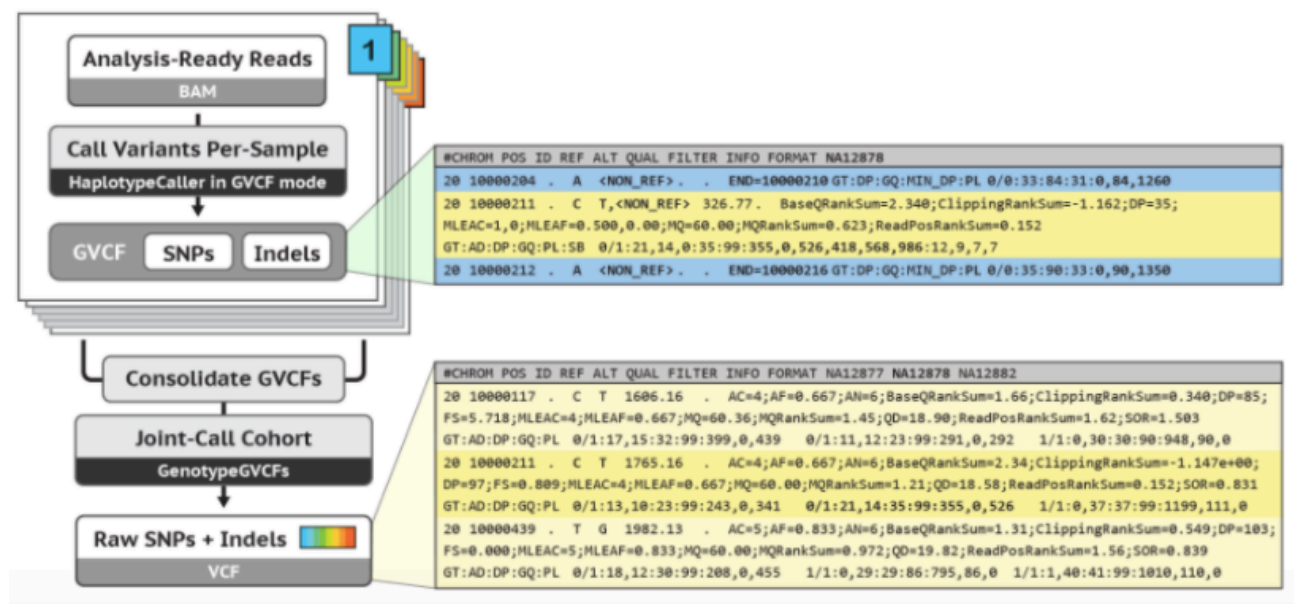 1
Analysis-Ready Reads
BAM
Call Variants Per-Sample
HaplotypeCaller in GVCF mode
GVCF SNPs Indels
#CHROM POS ID REF ALT QUAL FILTER INFO FORMAT NA12878
20 10000204 . A <NON_REF> . . END=10000210 GT:DP:GQ:MIN_DP:PL 0/0:33:84:31:0,84,1260
20 10000211 . C T,<NON_REF> 326.77 . BaseQRankSum=2.340;ClippingRankSum=-1.162;DP=35;
MLEAC=1,0;MLEAF=0.500,0.00;MQ=60.00;MQRankSum=0.623;ReadPosRankSum=0.152
GT:AD:DP:GQ:PL:SB 0/1:21,14,0:35:99:355,0,526,418,568,986:12,9,7,7
20 10000212 . A <NON_REF> . . END=10000216 GT:DP:GQ:MIN_DP:PL 0/0:35:90:33:0,90,1350
Consolidate GVCFs
Joint-Call Cohort
GenotypeGVCFs
Raw SNPs + Indels
VCF
#CHROM POS ID REF ALT QUAL FILTER INFO FORMAT NA12877 NA12878 NA12882
20 10000117 . C T 1606.16 . AC=4;AF=0.667;AN=6;BaseQRankSum=1.66;ClippingRankSum=0.340;DP=85;
FS=5.718;MLEAC=4;MLEAF=0.667;MQ=60.36;MQRankSum=1.45;QD=18.90;ReadPosRankSum=1.62;SOR=1.503
GT:AD:DP:GQ:PL 0/1:17,15:32:99:399,0,439 0/1:11,12:23:99:291,0,292 1/1:0,30:30:90:948,90,0
20 10000211 . C T 1765.16 . AC=4;AF=0.667;AN=6;BaseQRankSum=2.34;ClippingRankSum=-1.147e+00;
DP=97;FS=0.809;MLEAC=4;MLEAF=0.667;MQ=60.00;MQRankSum=1.21;QD=18.58;ReadPosRankSum=0.152;SOR=0.831
GT:AD:DP:GQ:PL 0/1:13,10:23:99:243,0,341 0/1:21,14:35:99:355,0,526 1/1:0,37:37:99:1199,111,0
20 10000439 . T G 1982.13 . AC=5;AF=0.833;AN=6;BaseQRankSum=1.31;ClippingRankSum=0.549;DP=103;
FS=0.000;MLEAC=5;MLEAF=0.833;MQ=60.00;MQRankSum=0.972;QD=19.82;ReadPosRankSum=1.56;SOR=0.839
GT:AD:DP:GQ:PL 0/1:18,12:30:99:208,0,455 1/1:0,29:29:86:795,86,0 1/1:1,40:41:99:1010,110,0